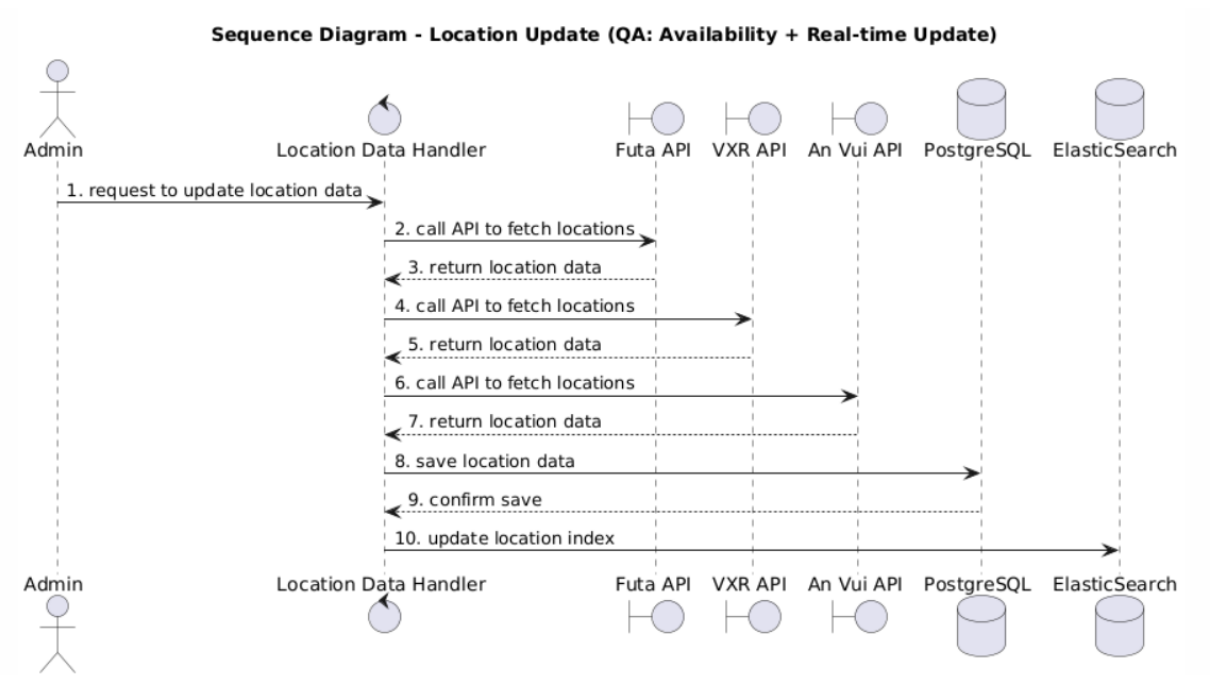 Sequence Diagram - Location Update (QA: Availability + Real-time Update)
Admin Location Data Handler Futa API VXR API An Vui API PostgreSQL ElasticSearch
1. request to update location data
2. call API to fetch locations
3. return location data
4. call API to fetch locations
5. return location data
6. call API to fetch locations
7. return location data
8. save location data
9. confirm save
10. update location index
Admin Location Data Handler Futa API VXR API An Vui API PostgreSQL ElasticSearch